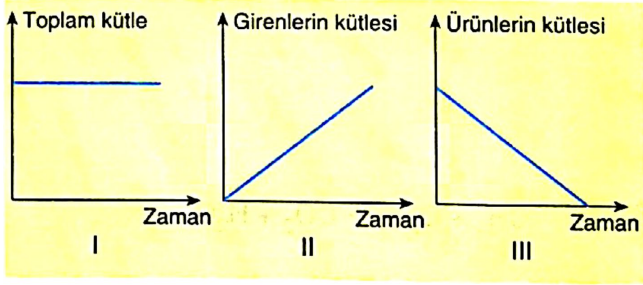 Toplam kütle
Girenlerin kütlesi
Ürünlerin kütlesi
Zaman
Zaman
Zaman
I
II
III